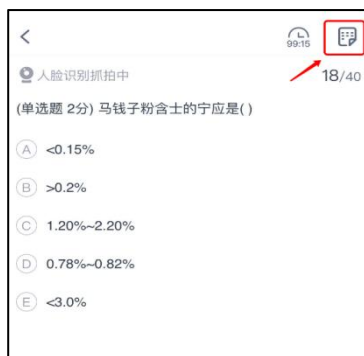 99:15
人脸识别抓拍中
18/40
(单选题 2分) 马钱子粉含士的宁应是( )
A <0.15%
B >0.2%
C 1.20%~2.20%
D 0.78%~0.82%
E <3.0%